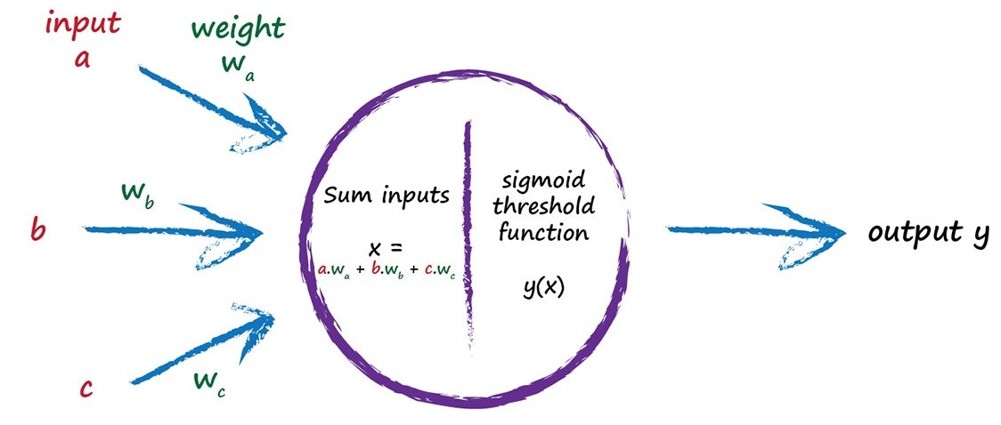 input
a
weight
wa
wb
b
c
wc
Sum inputs
x =
a.wa + b.wb + c.wc
sigmoid
threshold
function
y(x)
output y